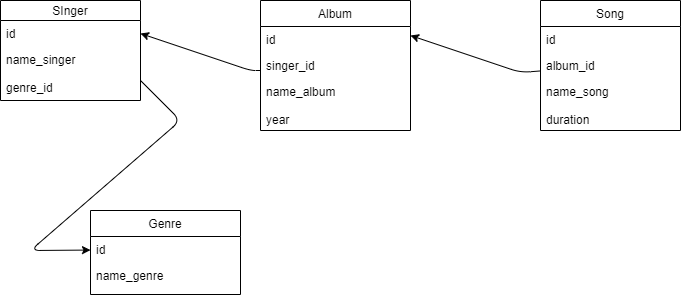 SInger
id
name_singer
genre_id
Album
id
singer_id
name_album
year
Song
id
album_id
name_song
duration
Genre
id
name_genre